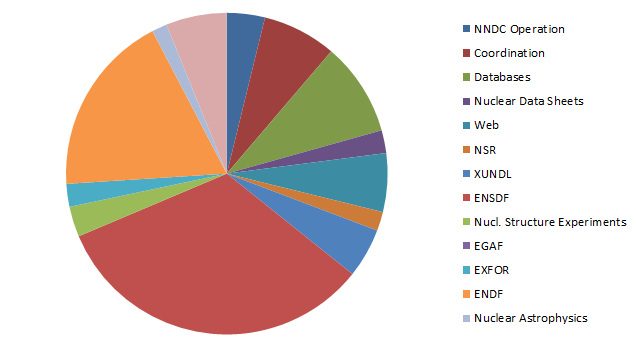 NNDC Operation
Coordination
Databases
Nuclear Data Sheets
Web
NSR
XUNDL
ENSDF
Nucl. Structure Experiments
EGAF
EXFOR
ENDF
Nuclear Astrophysics